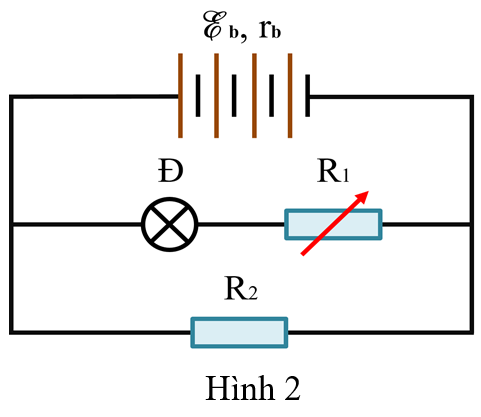 ℰb, rb
Đ
R1
R2
Hình 2